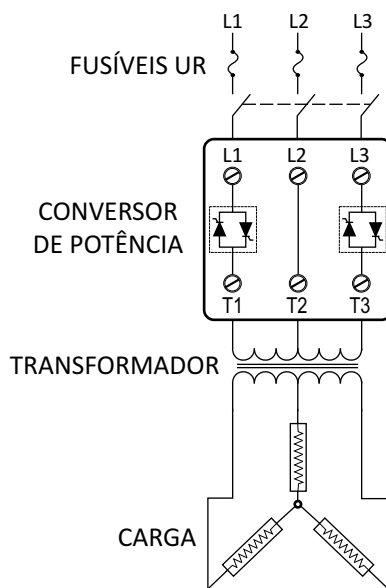 L1 L2 L3
FUSÍVEIS UR
L1 L2 L3
CONVERSOR
DE POTÊNCIA
T1 T2 T3
TRANSFORMADOR
CARGA